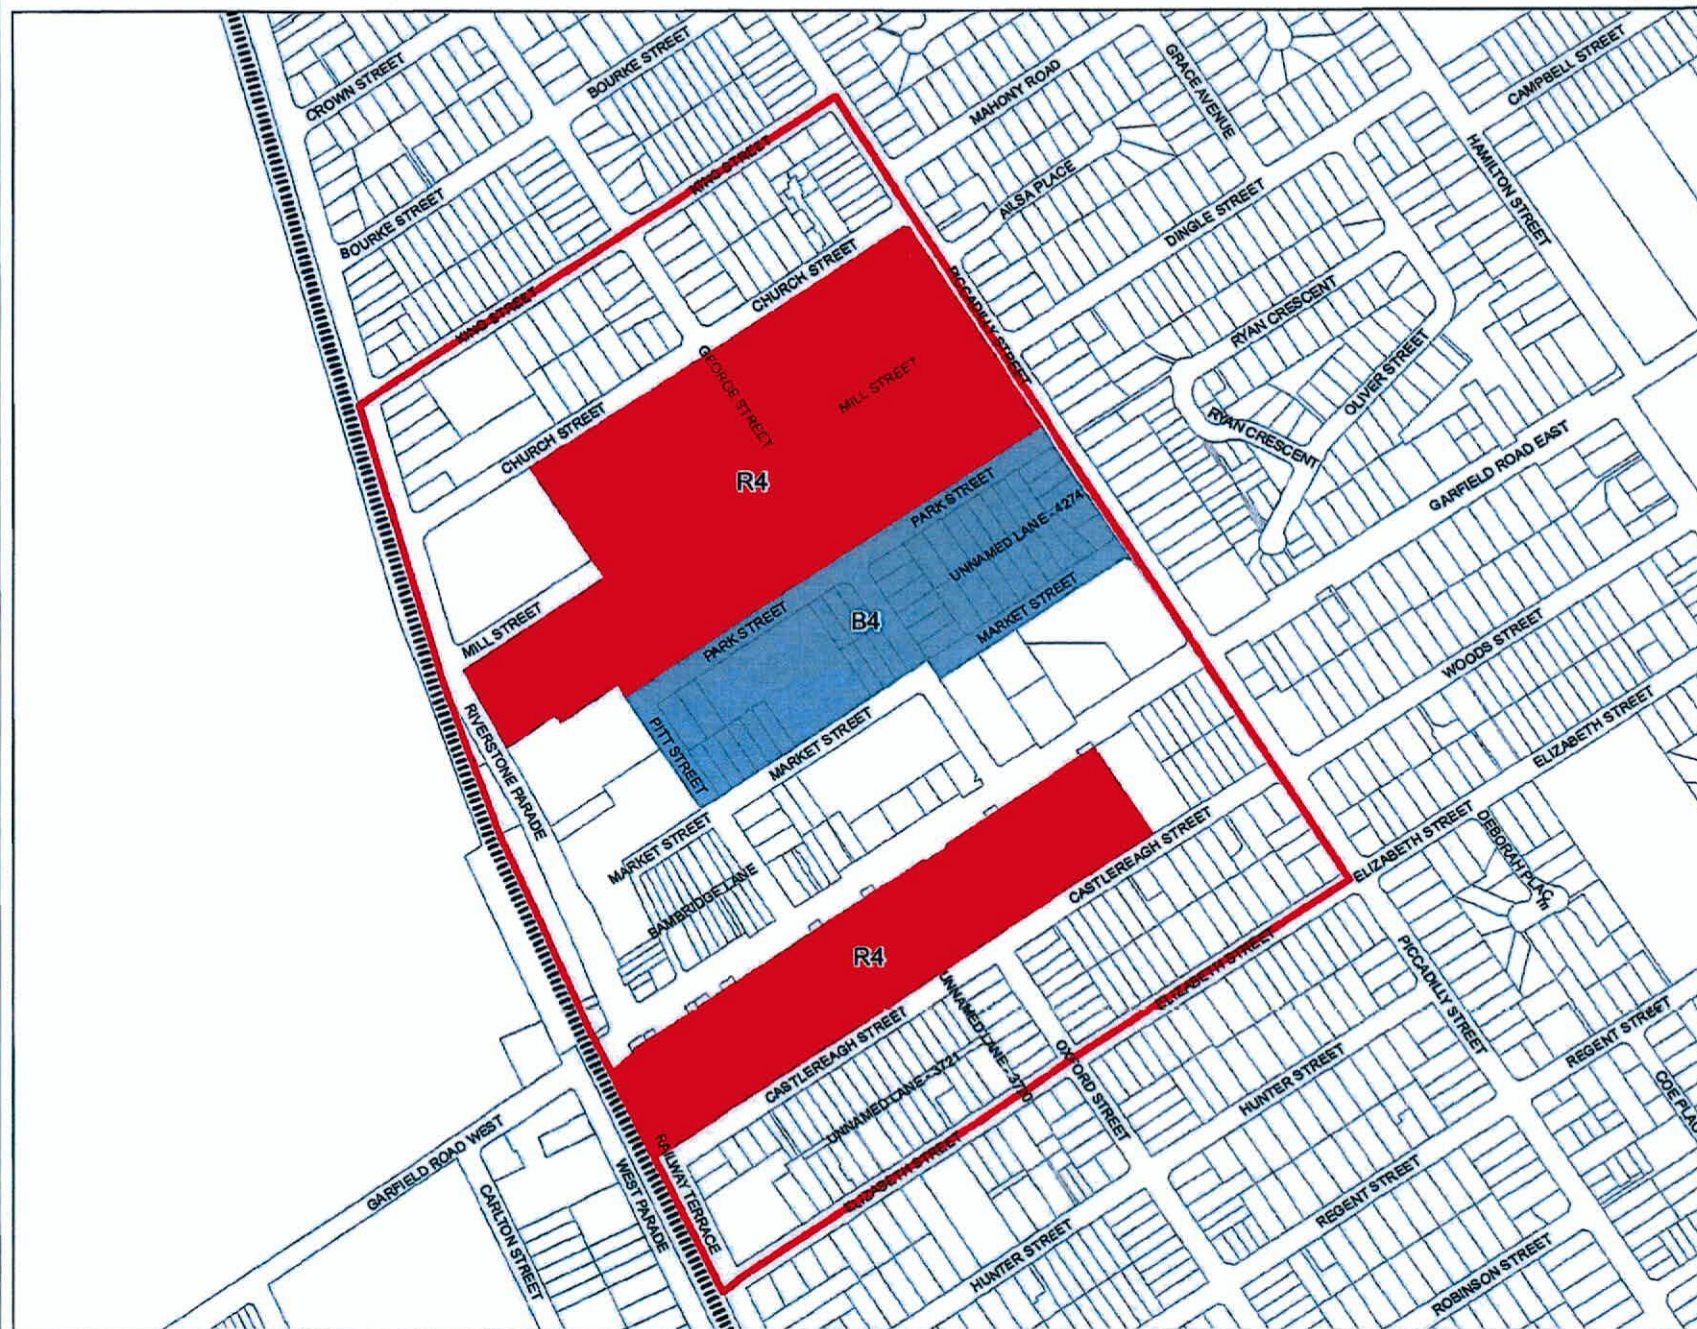 CROWN STREET
BOURKE STREET
BOURKE STREET
MAHONY ROAD
GRACE AVENUE
CAMPBELL STREET
HAMILTON STREET
KING STREET
AILSA PLACE
DINGLE STREET
CHURCH STREET
PICCADILLY STREET
KING STREET
RYAN CRESCENT
OLIVER STREET
RYAN CRESCENT
GEORGE STREET
MILL STREET
CHURCH STREET
GARFIELD ROAD EAST
R4
PARK STREET
UNNAMED LANE - 4274
MILL STREET
PARK STREET
B4
MARKET STREET
WOODS STREET
RIVERSTONE PARADE
PITT STREET
MARKET STREET
ELIZABETH STREET
MARKET STREET
BAMBRIDGE LANE
CASTLEREAGH STREET
ELIZABETH STREET
DEBORAH PLACE
R4
ELIZABETH STREET
PICCADILLY STREET
UNNAMED LANE - 3720
CASTLEREAGH STREET
UNNAMED LANE - 3721
OXFORD STREET
HUNTER STREET
REGENT STREET
GARFIELD ROAD WEST
CARLTON STREET
WEST PARADE
RAILWAY TERRACE
ELIZABETH STREET
REGENT STREET
HUNTER STREET
ROBINSON STREET